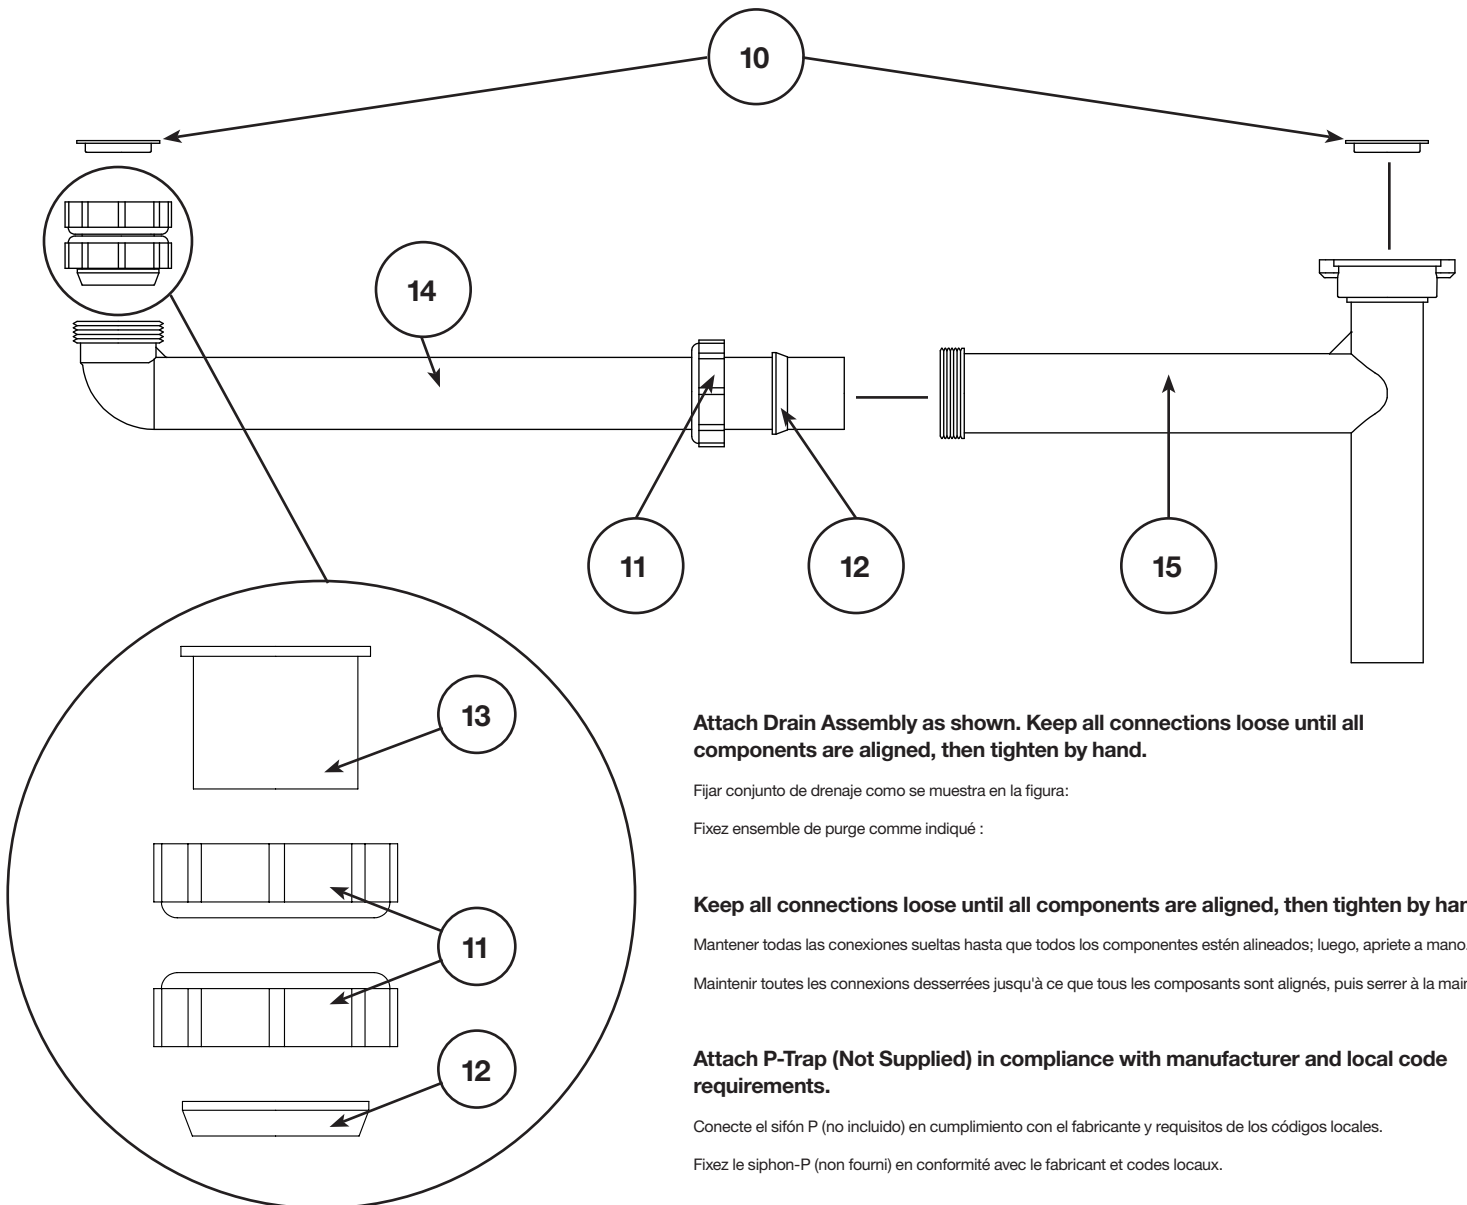 10
14
11
12
15
13
11
12
Attach Drain Assembly as shown. Keep all connections loose until all
components are aligned, then tighten by hand.
Fijar conjunto de drenaje como se muestra en la figura:
Fixez ensemble de purge comme indiqué :
Keep all connections loose until all components are aligned, then tighten by
Mantener todas las conexiones sueltas hasta que todos los componentes estén alineados; luego, apriete a mano.
Maintenir toutes les connexions desserrées jusqu'à ce que tous les composants sont alignés, puis serrer à la main
Attach P-Trap (Not Supplied) in compliance with manufacturer and local code
requirements.
Conecte el sifón P (no incluido) en cumplimiento con el fabricante y requisitos de los códigos locales.
Fixez le siphon-P (non fourni) en conformité avec le fabricant et codes locaux.